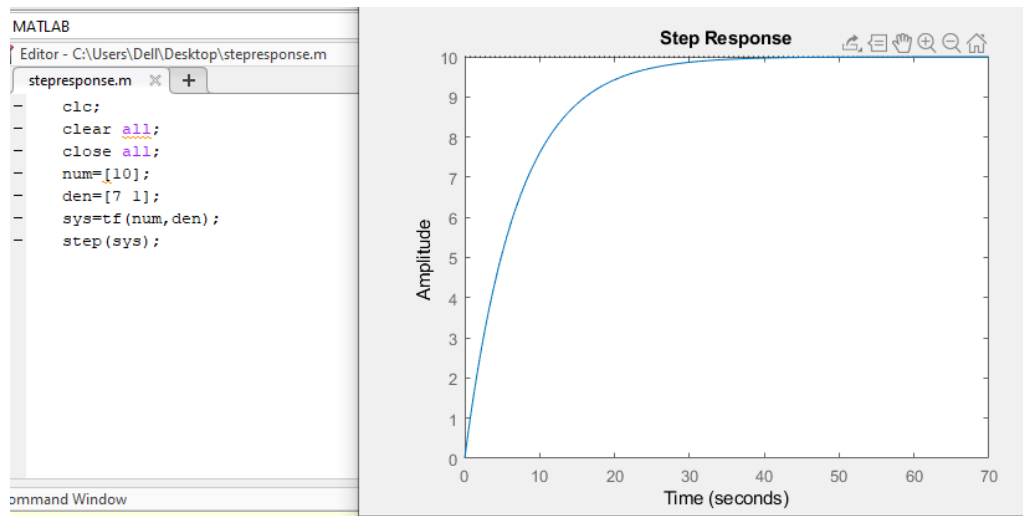 MATLAB
Editor - C:\Users\Dell\Desktop\stepresponse.m
stepresponse.m
clc;
clear all;
close all;
num=[10];
den=[7 1];
sys=tf(num,den);
step(sys);
ommand Window
Step Response
Amplitude
10
9
8
7
6
5
4
3
2
1
0
0 10 20 30 40 50 60 70
Time (seconds)